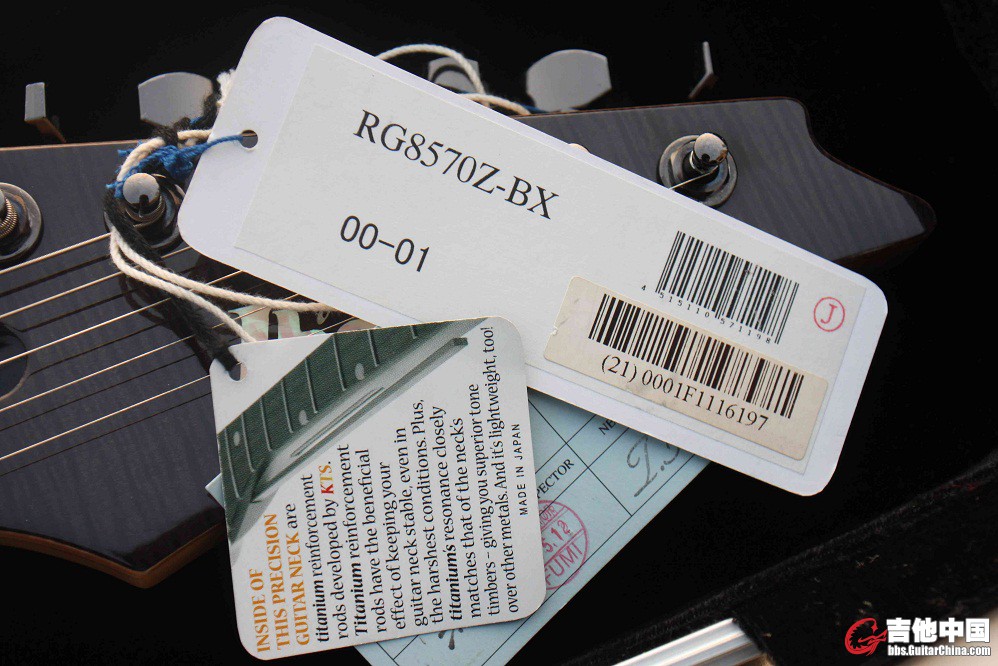 RG8570Z-BX
00-01
4 515110 571198
J
(21) 0001F1116197
INSIDE OF
THIS PRECISION
GUITAR NECK are
titanium reinforcement
rods developed by KTS.
Titanium reinforcement
rods have the beneficial
effect of keeping your
guitar neck stable, even in
the harshest conditions. Plus,
titanium's resonance closely
matches that of the neck's
timbers - giving you superior tone
over other metals. And it's lightweight, too!
MADE IN JAPAN
吉他中国
bbs.GuitarChina.com